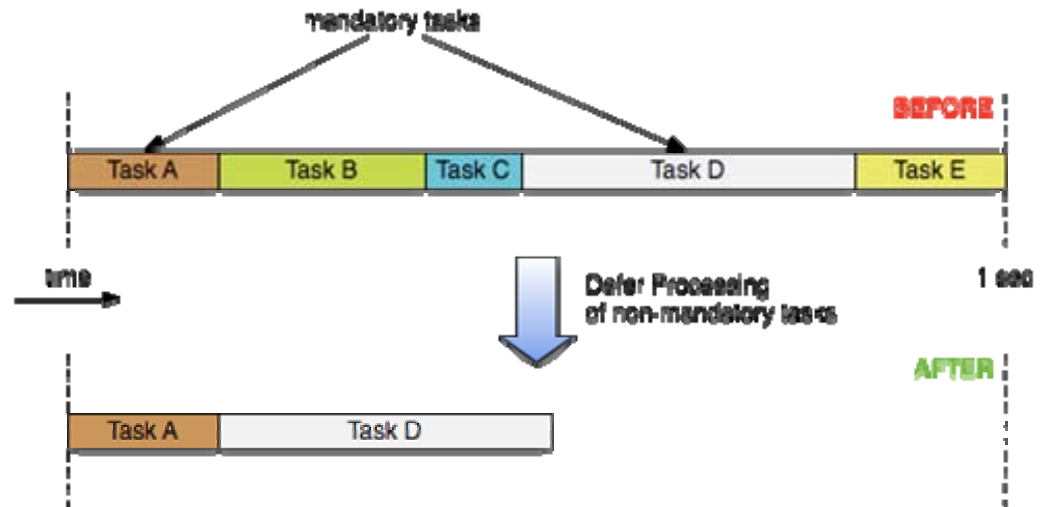 mandatory tasks
BEFORE
Task A Task B Task C Task D Task E
time
1 sec
Defer Processing
of non-mandatory tasks
AFTER
Task A Task D